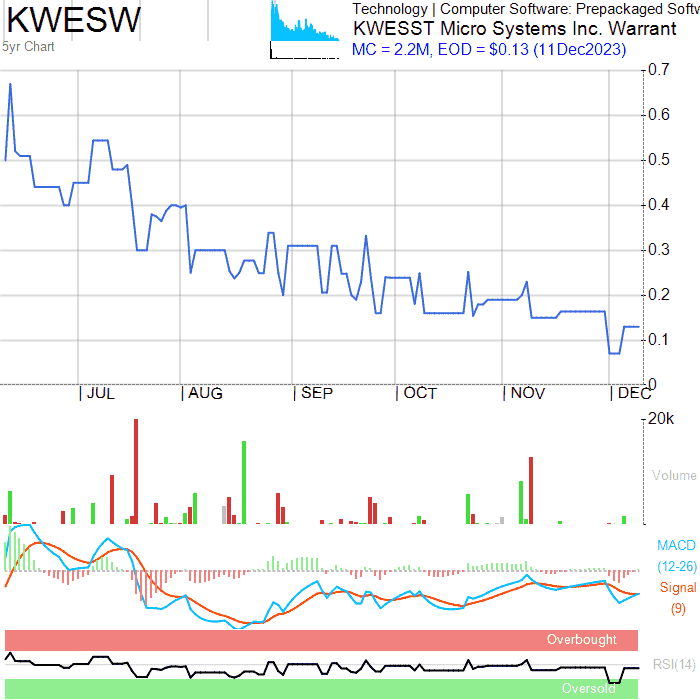 KWESW
5yr Chart
Technology | Computer Software: Prepackaged Softw
KWESST Micro Systems Inc. Warrant
MC = 2.2M, EOD = $0.13 (11Dec2023)
0.7
0.6
0.5
0.4
0.3
0.2
0.1
0
| JUL | AUG | SEP | OCT | NOV | DEC
20k
Volume
MACD
(12-26)
Signal
(9)
Overbought
RSI(14)
Oversold